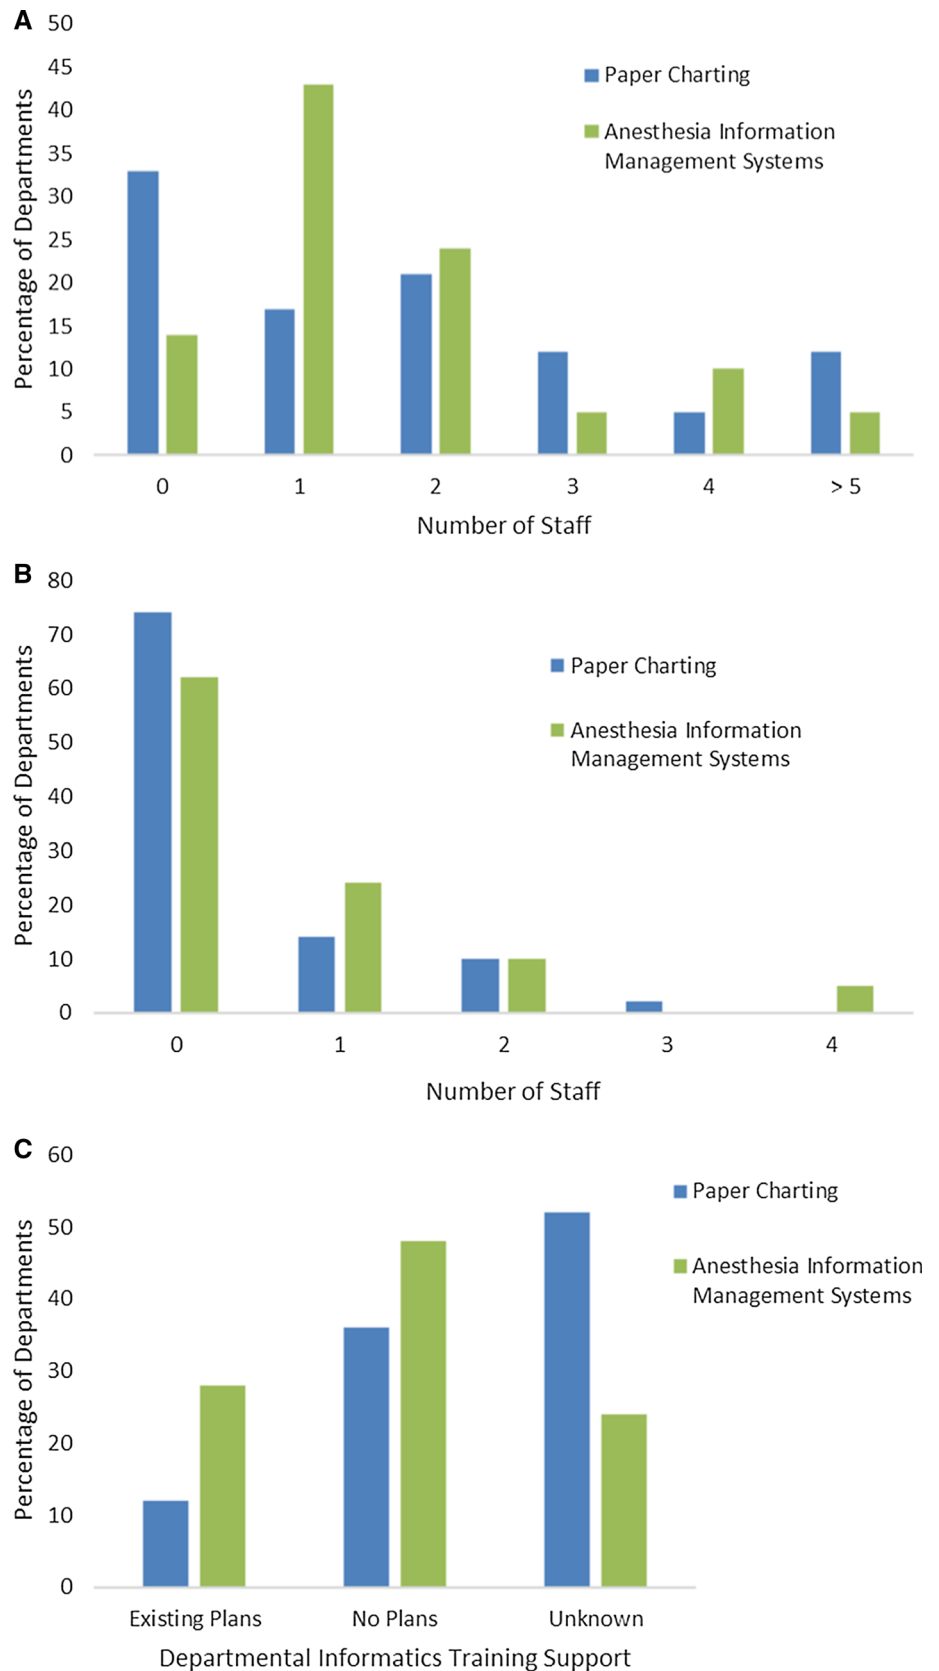 A
50
45
40
35
30
25
20
15
10
5
0
Percentage of Departments
Paper Charting
Anesthesia Information
Management Systems
0 1 2 3 4 > 5
Number of Staff
B
80
70
60
50
40
30
20
10
0
Percentage of Departments
Paper Charting
Anesthesia Information
Management Systems
0 1 2 3 4
Number of Staff
C
60
50
40
30
20
10
0
Percentage of Departments
Paper Charting
Anesthesia Information
Management Systems
Existing Plans No Plans Unknown
Departmental Informatics Training Support